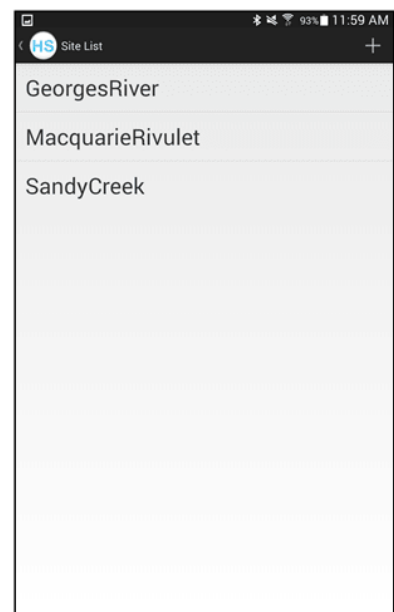 93% 11:59 AM
HS Site List
GeorgesRiver
MacquarieRivulet
SandyCreek